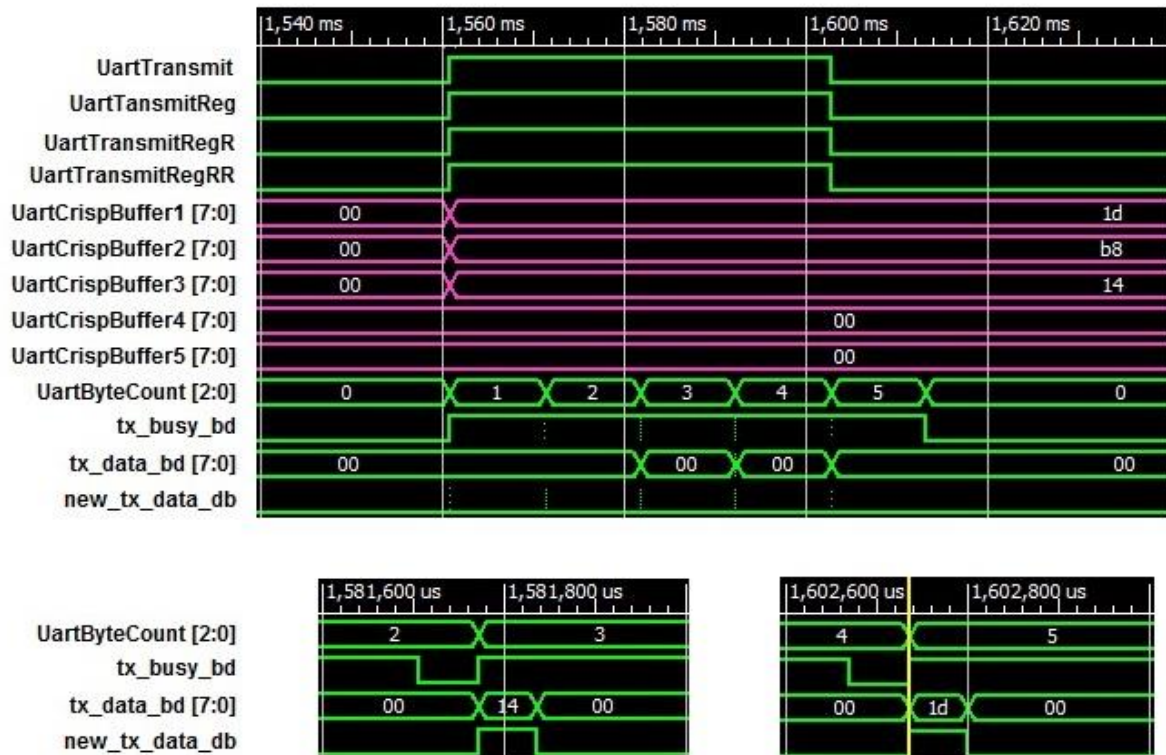 1,540 ms 1,560 ms 1,580 ms 1,600 ms 1,620 ms
UartTransmit
UartTansmitReg
UartTransmitRegR
UartTransmitRegRR
UartCrispBuffer1 [7:0] 00 1d
UartCrispBuffer2 [7:0] 00 b8
UartCrispBuffer3 [7:0] 00 14
UartCrispBuffer4 [7:0] 00
UartCrispBuffer5 [7:0] 00
UartByteCount [2:0] 0 1 2 3 4 5 0
tx_busy_bd
tx_data_bd [7:0] 00 00 00 00
new_tx_data_db
1,581,600 us 1,581,800 us 1,602,600 us 1,602,800 us
UartByteCount [2:0] 2 3 4 5
tx_busy_bd
tx_data_bd [7:0] 00 14 00 00 1d 00
new_tx_data_db